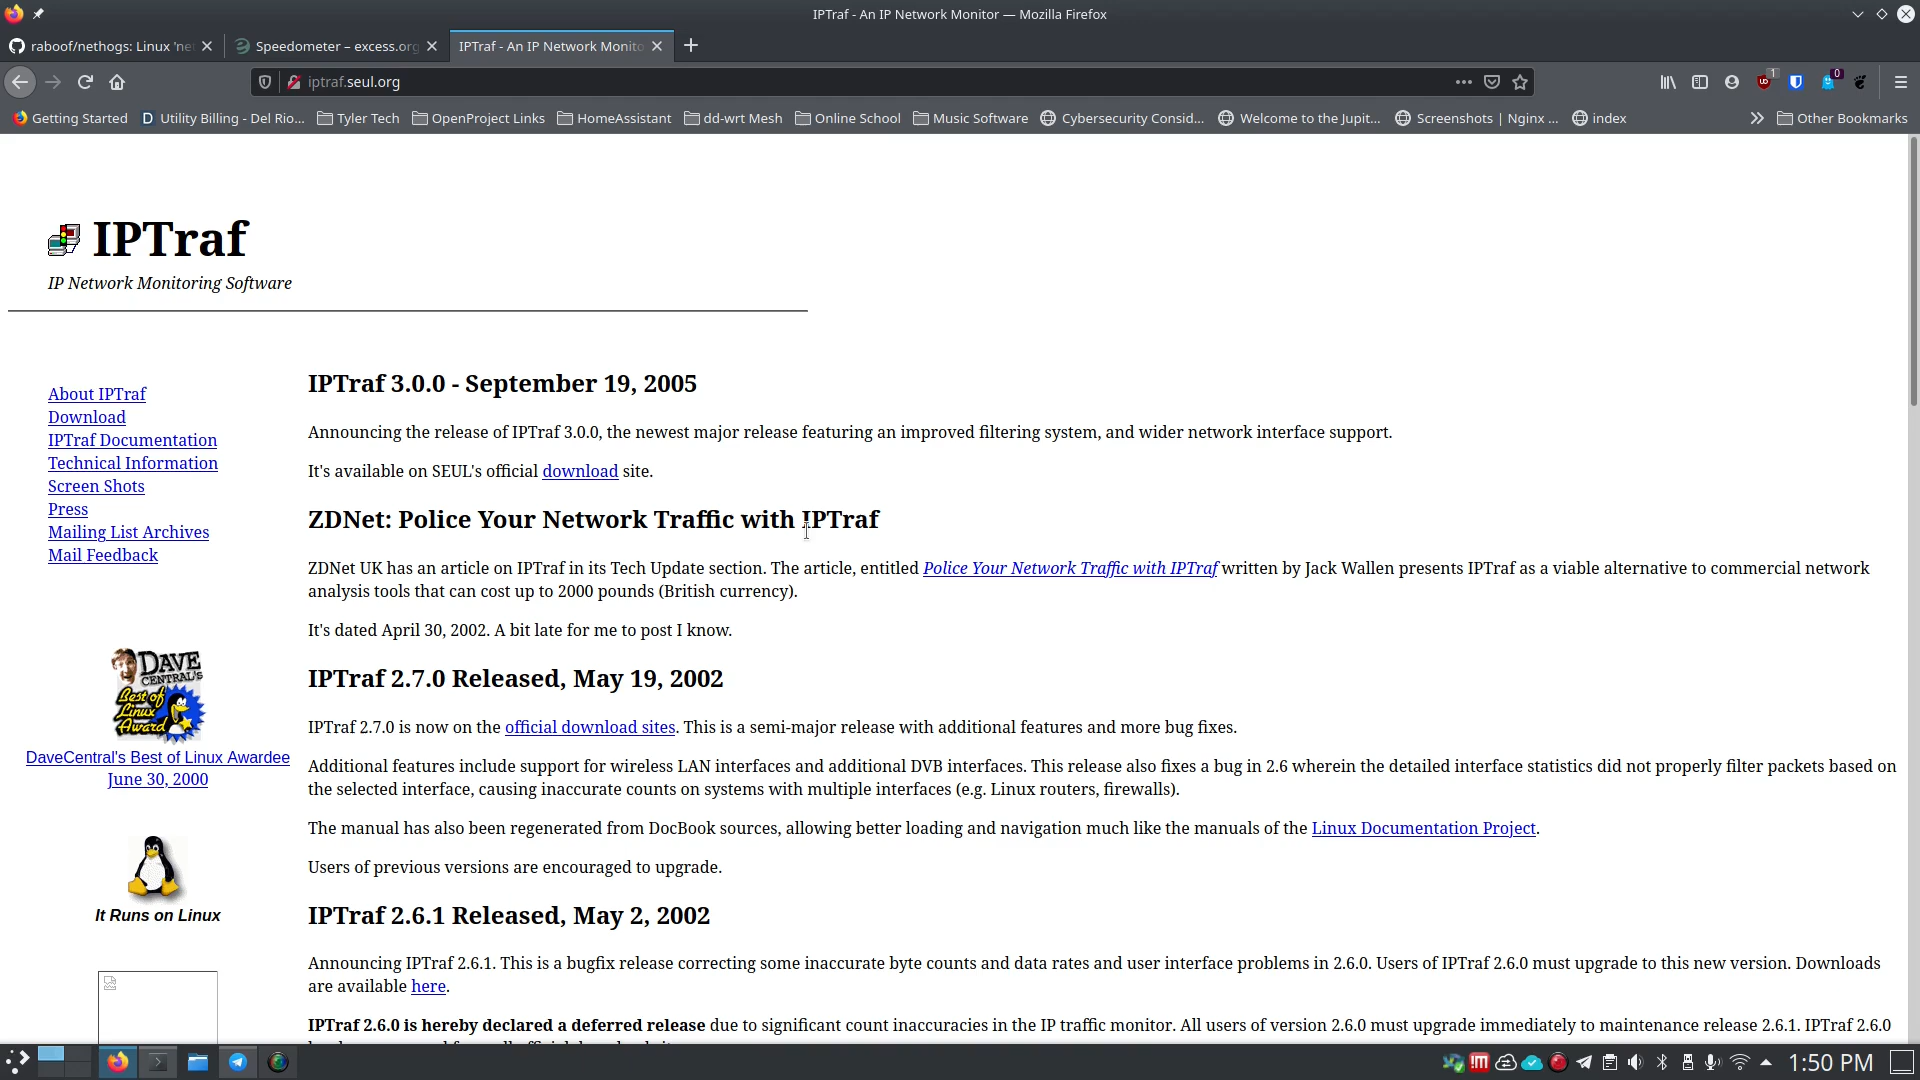 IPTraf - An IP Network Monitor — Mozilla Firefox
raboof/nethogs: Linux 'net
Speedometer – excess.org
IPTraf - An IP Network Monito
iptraf.seul.org
1
0
Getting Started
Utility Billing - Del Rio...
Tyler Tech
OpenProject Links
HomeAssistant
dd-wrt Mesh
Online School
Music Software
Cybersecurity Consid...
Welcome to the Jupit...
Screenshots | Nginx ...
index
Other Bookmarks
IPTraf
IP Network Monitoring Software
About IPTraf
Download
IPTraf Documentation
Technical Information
Screen Shots
Press
Mailing List Archives
Mail Feedback
DAVE
CENTRAL'S
Best of
Linux
Award
DaveCentral's Best of Linux Awardee
June 30, 2000
It Runs on Linux
IPTraf 3.0.0 - September 19, 2005
Announcing the release of IPTraf 3.0.0, the newest major release featuring an improved filtering system, and wider network interface support.
It's available on SEUL's official download site.
ZDNet: Police Your Network Traffic with IPTraf
ZDNet UK has an article on IPTraf in its Tech Update section. The article, entitled Police Your Network Traffic with IPTraf written by Jack Wallen presents IPTraf as a viable alternative to commercial network
analysis tools that can cost up to 2000 pounds (British currency).
It's dated April 30, 2002. A bit late for me to post I know.
IPTraf 2.7.0 Released, May 19, 2002
IPTraf 2.7.0 is now on the official download sites. This is a semi-major release with additional features and more bug fixes.
Additional features include support for wireless LAN interfaces and additional DVB interfaces. This release also fixes a bug in 2.6 wherein the detailed interface statistics did not properly filter packets based on
the selected interface, causing inaccurate counts on systems with multiple interfaces (e.g. Linux routers, firewalls).
The manual has also been regenerated from DocBook sources, allowing better loading and navigation much like the manuals of the Linux Documentation Project.
Users of previous versions are encouraged to upgrade.
IPTraf 2.6.1 Released, May 2, 2002
Announcing IPTraf 2.6.1. This is a bugfix release correcting some inaccurate byte counts and data rates and user interface problems in 2.6.0. Users of IPTraf 2.6.0 must upgrade to this new version. Downloads
are available here.
IPTraf 2.6.0 is hereby declared a deferred release due to significant count inaccuracies in the IP traffic monitor. All users of version 2.6.0 must upgrade immediately to maintenance release 2.6.1. IPTraf 2.6.0
1:50 PM